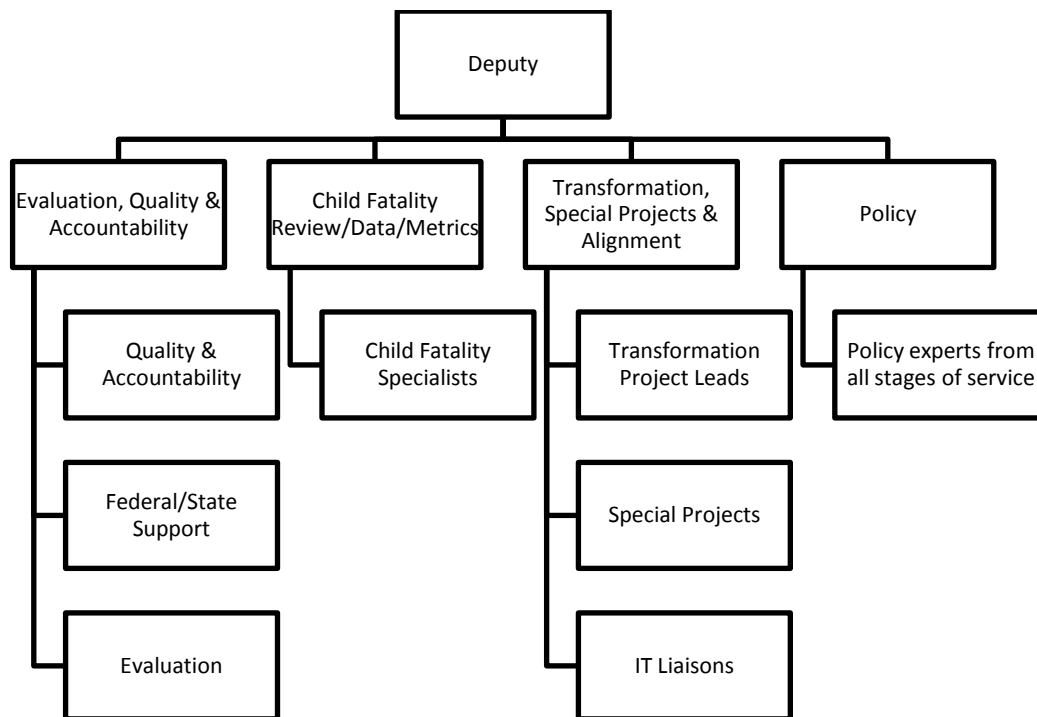 Deputy
Evaluation, Quality &
Accountability
Child Fatality
Review/Data/Metrics
Transformation,
Special Projects &
Alignment
Policy
Quality &
Accountability
Child Fatality
Specialists
Transformation
Project Leads
Policy experts from
all stages of service
Federal/State
Support
Special Projects
Evaluation
IT Liaisons